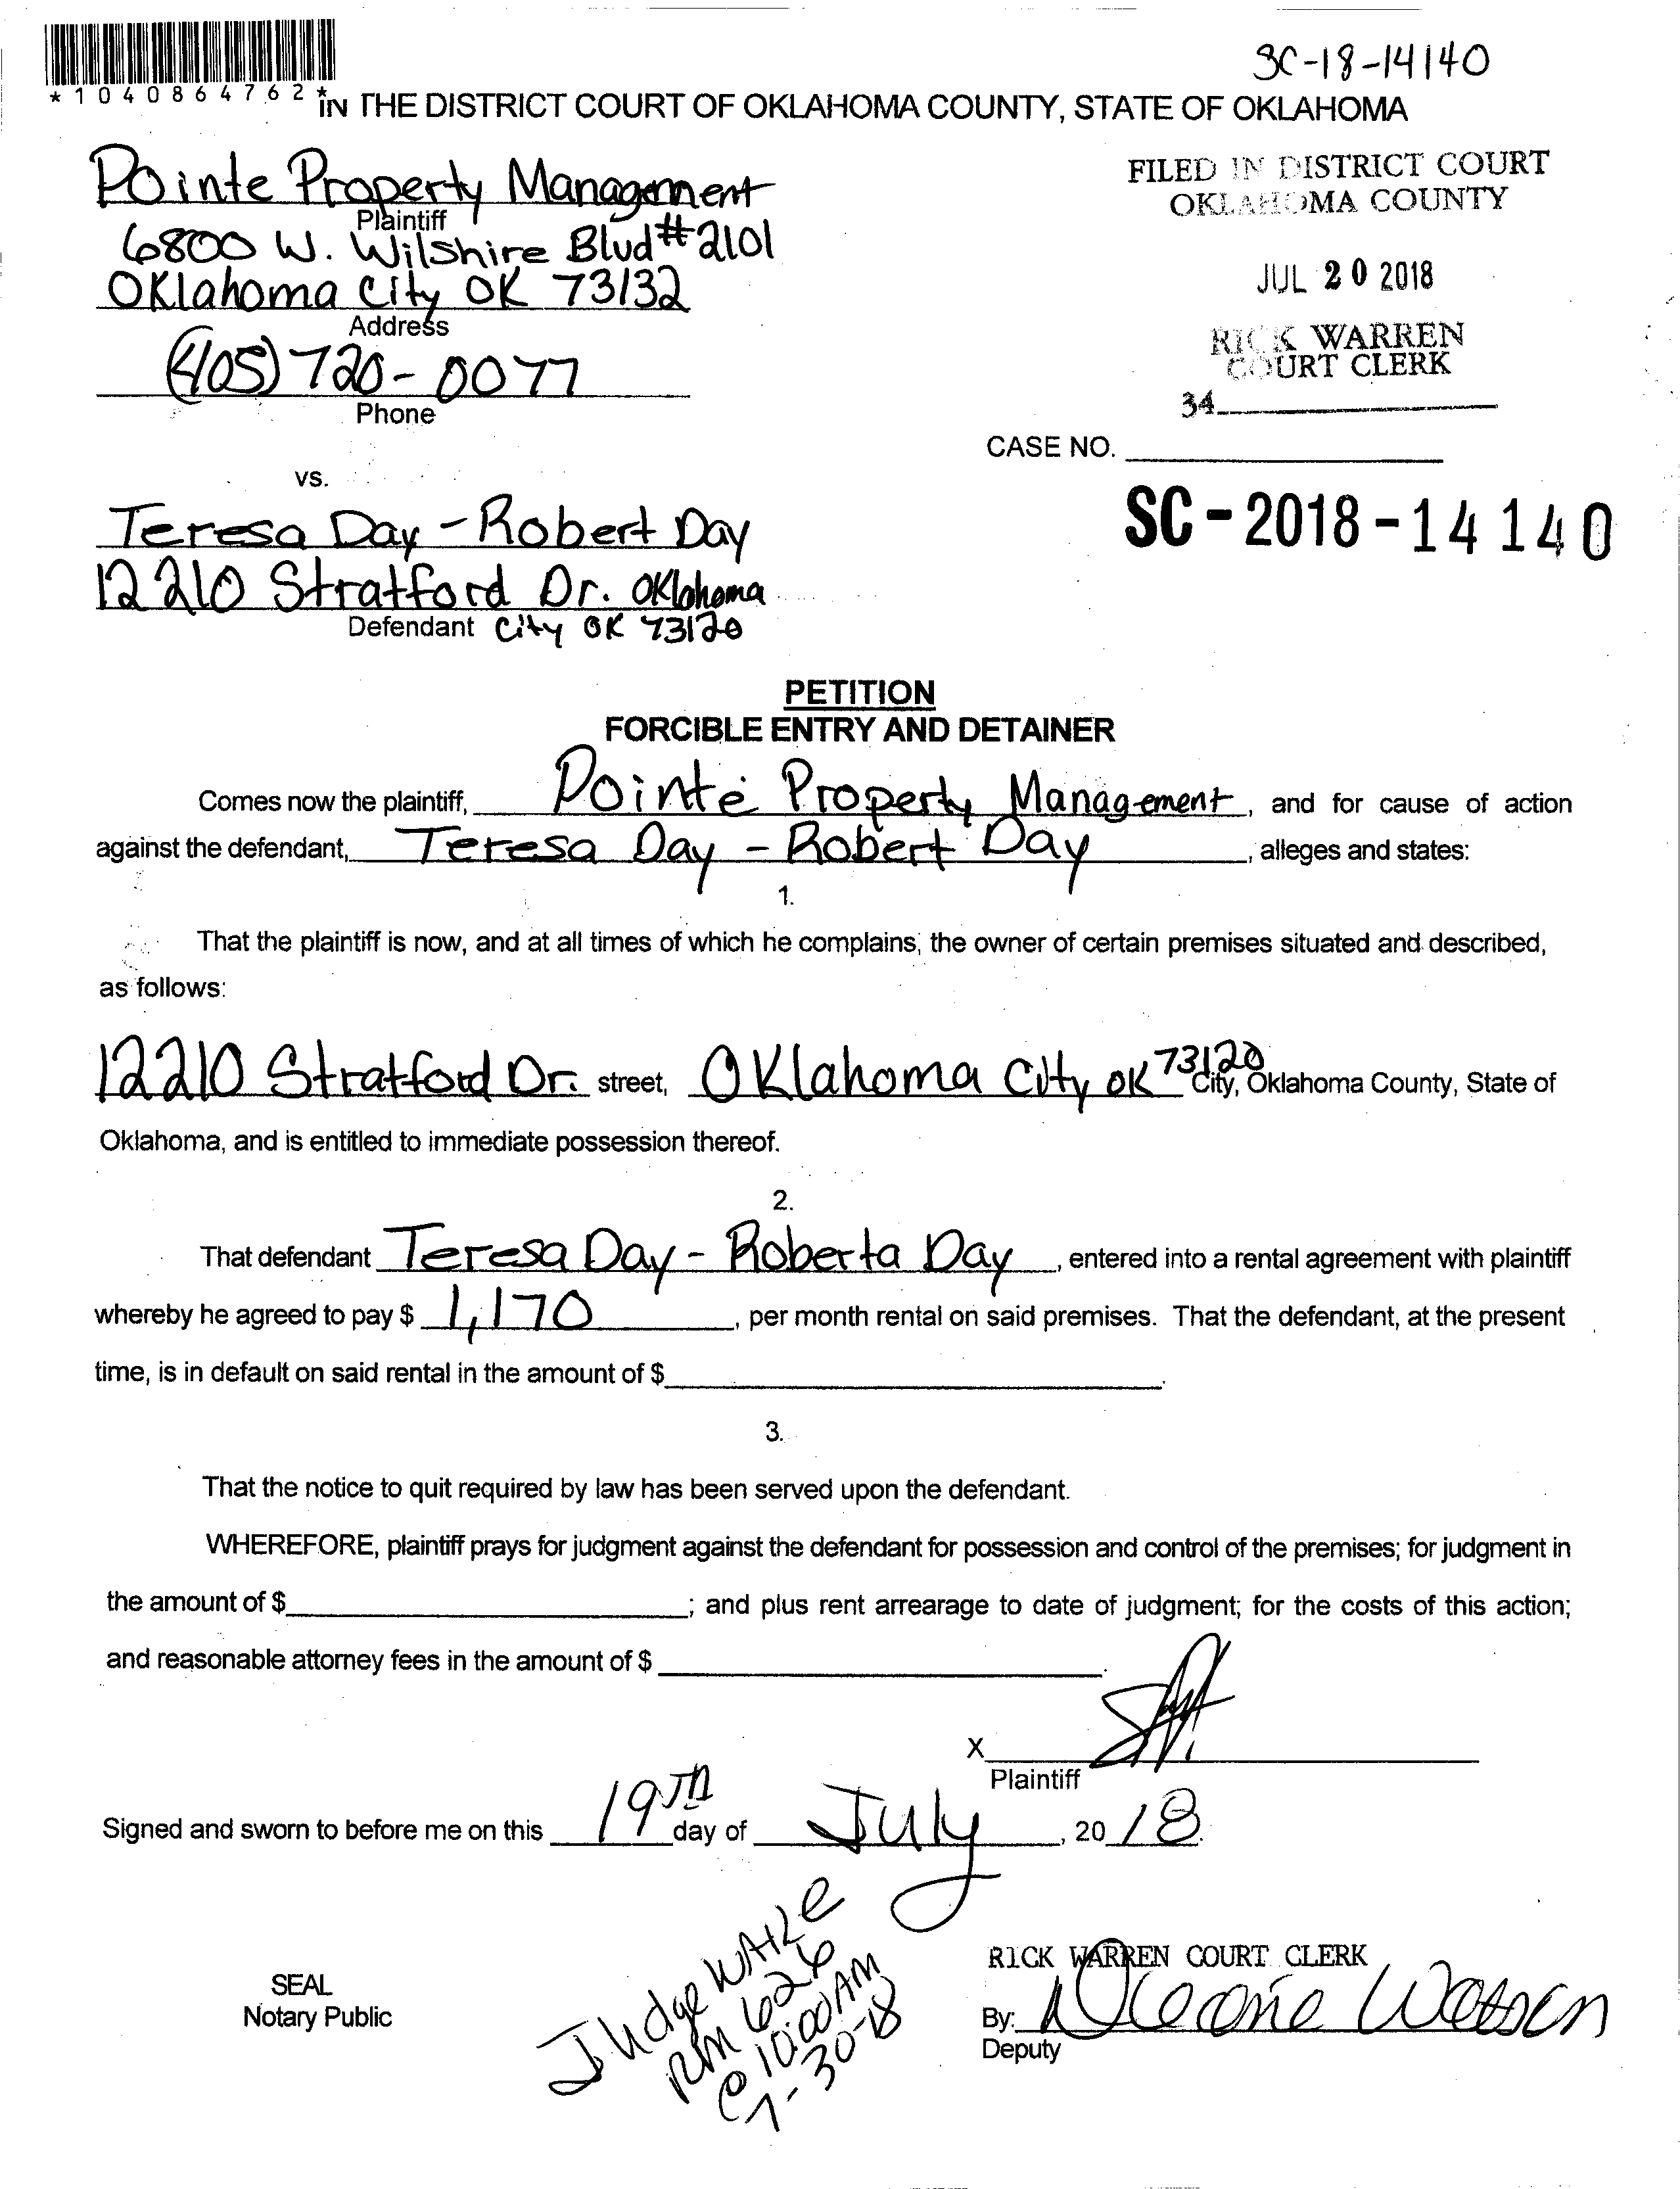 SC-18-14140
*1040864762*
IN THE DISTRICT COURT OF OKLAHOMA COUNTY, STATE OF OKLAHOMA
Pointe Property Management
Plaintiff
6800 W. Wilshire Blvd #2101
Oklahoma City OK 73132
Address
(405) 720-0077
Phone
FILED IN DISTRICT COURT
OKLAHOMA COUNTY
JUL 20 2018
RICK WARREN
COURT CLERK
34
CASE NO.
SC-2018-14140
vs.
Teresa Day - Robert Day
12210 Stratford Dr. Oklahoma
Defendant City OK 73120
PETITION
FORCIBLE ENTRY AND DETAINER
Comes now the plaintiff, Pointe Property Management, and for cause of action
against the defendant, Teresa Day - Robert Day, alleges and states:
1.
That the plaintiff is now, and at all times of which he complains, the owner of certain premises situated and described,
as follows:
12210 Stratford Dr. street, Oklahoma City OK 73120 City, Oklahoma County, State of
Oklahoma, and is entitled to immediate possession thereof.
2.
That defendant Teresa Day - Roberta Day, entered into a rental agreement with plaintiff
whereby he agreed to pay $ 1,170, per month rental on said premises. That the defendant, at the present
time, is in default on said rental in the amount of $.
3.
That the notice to quit required by law has been served upon the defendant.
WHEREFORE, plaintiff prays for judgment against the defendant for possession and control of the premises; for judgment in
the amount of $; and plus rent arrearage to date of judgment; for the costs of this action;
and reasonable attorney fees in the amount of $.
X
Plaintiff
Signed and sworn to before me on this 19TH day of July, 2018.
Judge
RM 626
@ 10:00 AM
7-30-18
SEAL
Notary Public
RICK WARREN COURT CLERK
By: Watson
Deputy